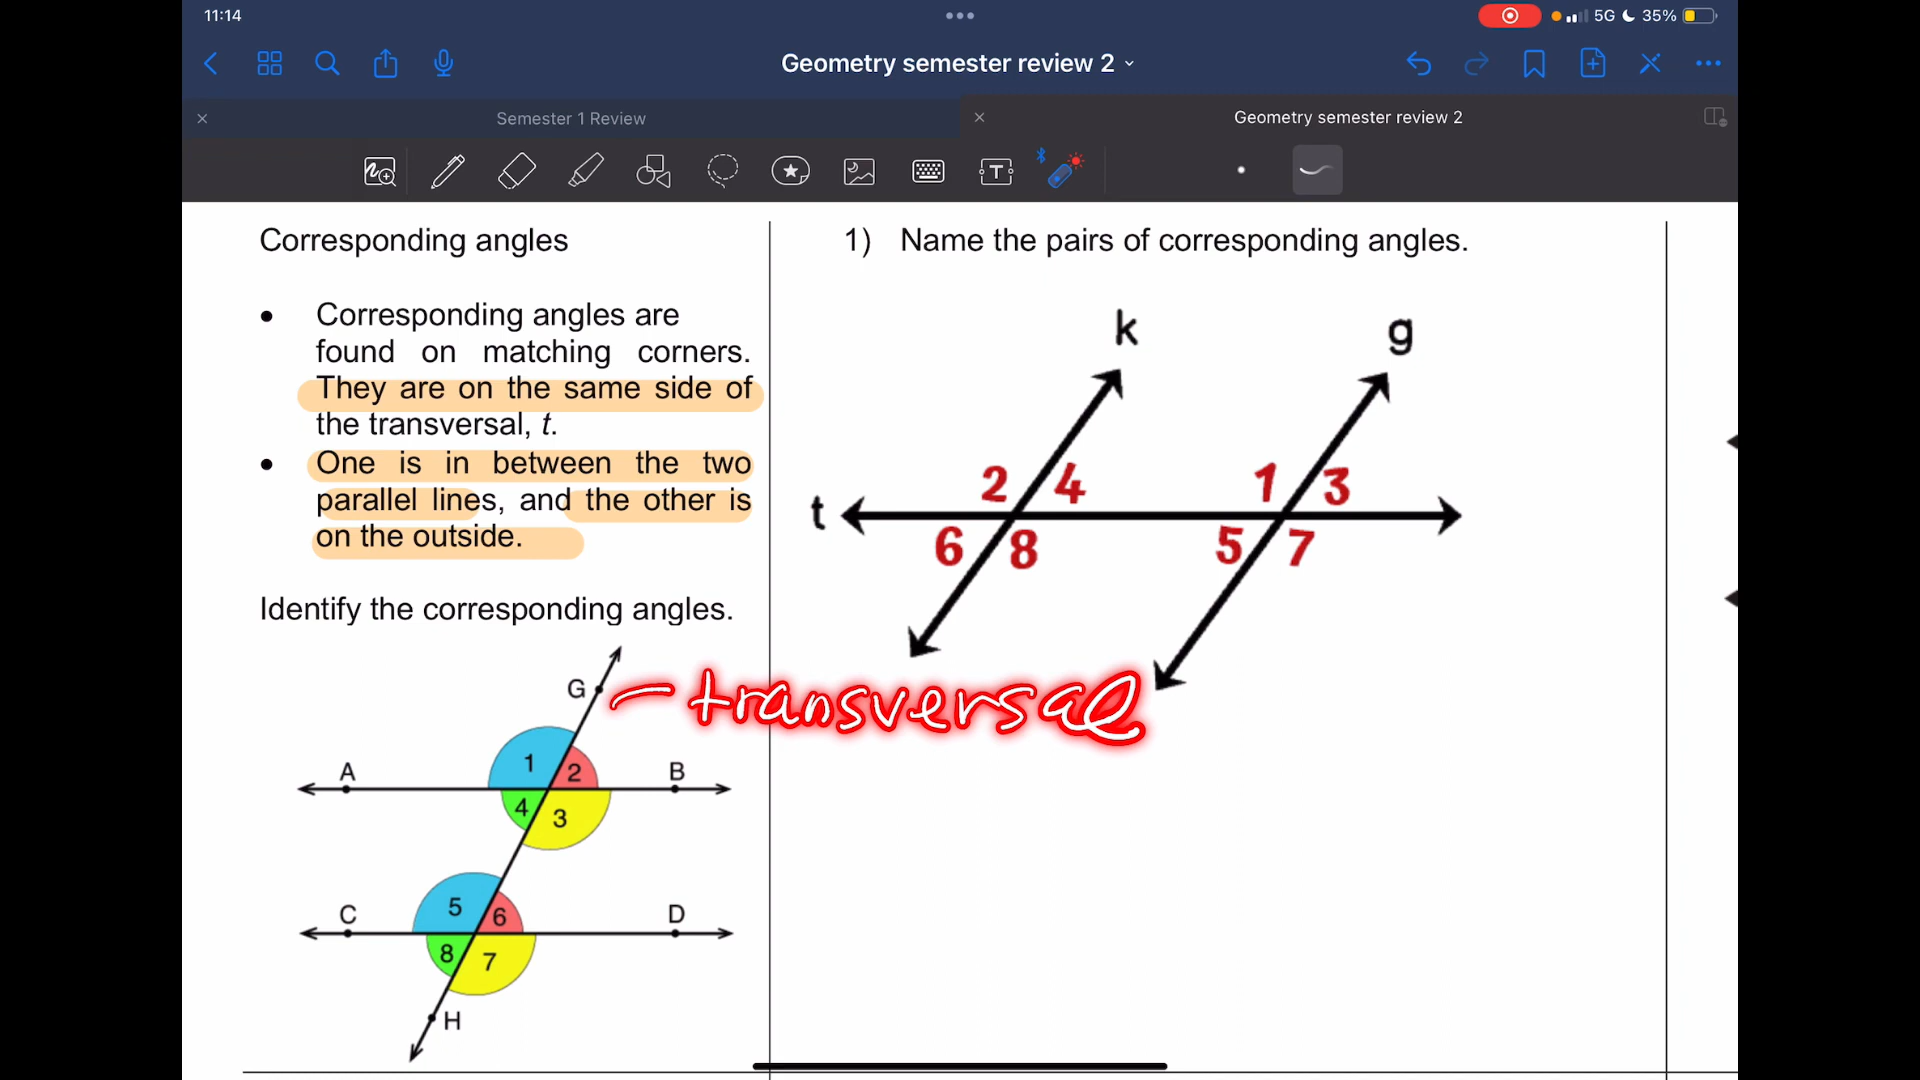 11:14
5G 35%
Geometry semester review 2
Semester 1 Review
Geometry semester review 2
T
Corresponding angles
Corresponding angles are
found on matching corners.
They are on the same side of
the transversal, t.
One is in between the two
parallel lines, and the other is
on the outside.
Identify the corresponding angles.
G
transversal
A
1
2
B
4
3
C
5
6
D
8
7
H
1) Name the pairs of corresponding angles.
k
g
2 4 1 3
t
6 8 5 7